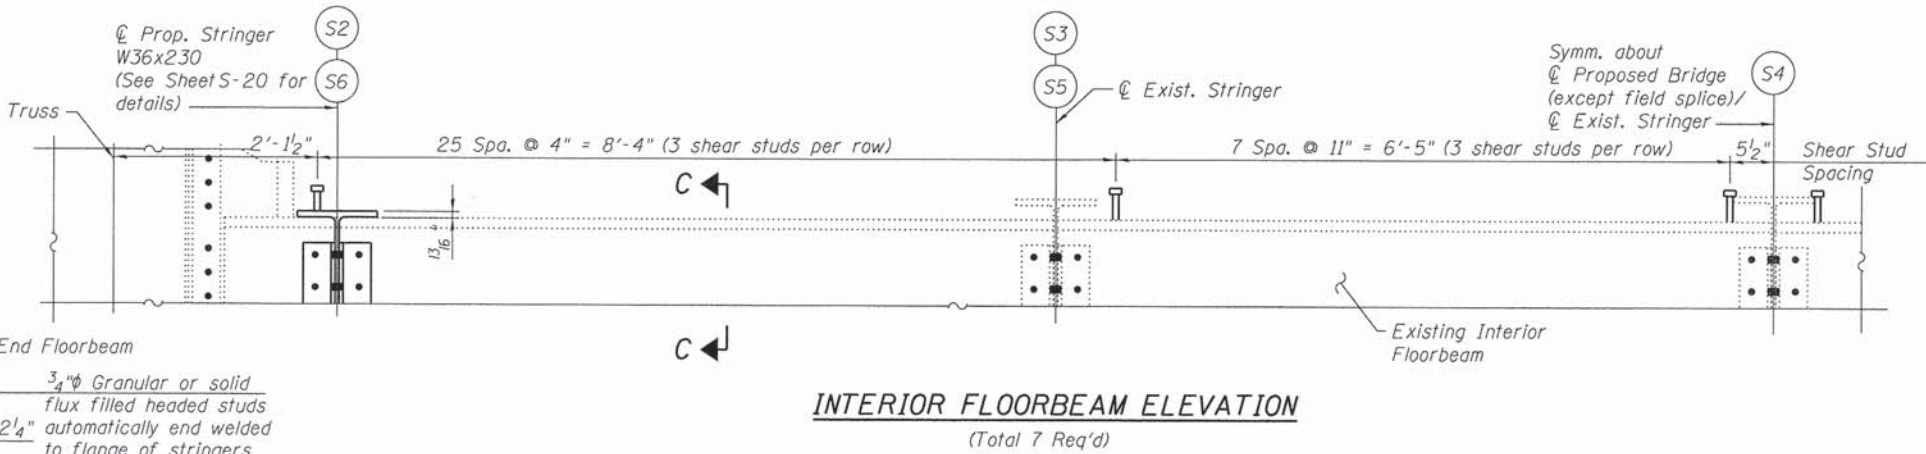 ℄ Prop. Stringer
W36x230
(See Sheet S-20 for
details)
S2
S6
S3
S5
℄ Exist. Stringer
Symm. about
℄ Proposed Bridge
(except field splice)/
℄ Exist. Stringer
S4
Truss
2'-1½"
25 Spa. @ 4" = 8'-4" (3 shear studs per row)
7 Spa. @ 11" = 6'-5" (3 shear studs per row)
5½"
Shear Stud
Spacing
C
13/16"
C
Existing Interior
Floorbeam
End Floorbeam
¾"ϕ Granular or solid
flux filled headed studs
2¼" automatically end welded
to flange of stringers
INTERIOR FLOORBEAM ELEVATION
(Total 7 Req'd)